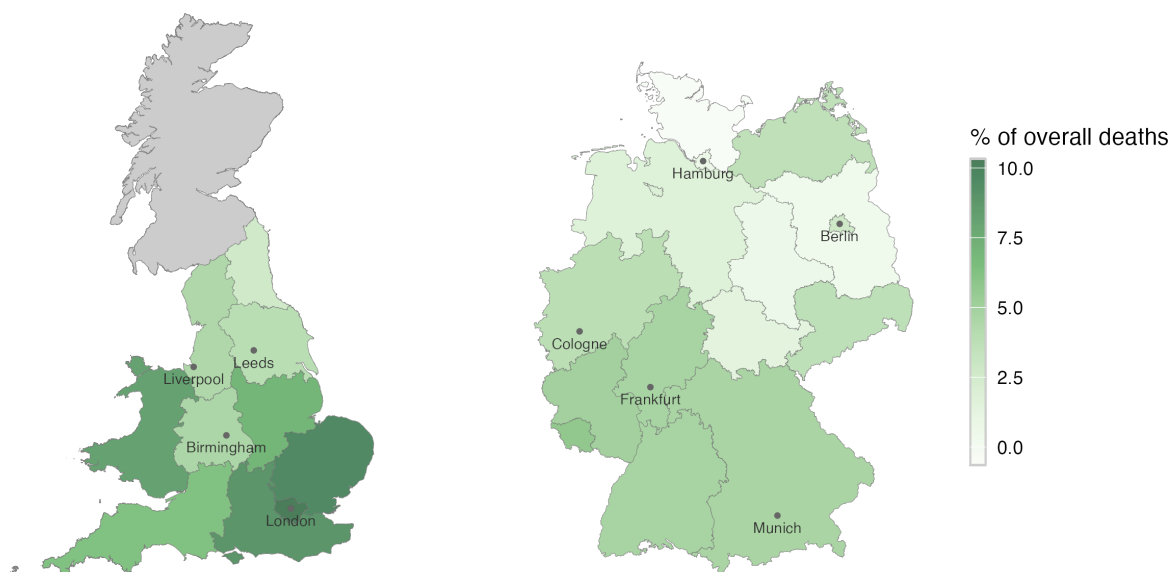 % of overall deaths
10.0
7.5
5.0
2.5
0.0
Hamburg
Berlin
Cologne
Frankfurt
Munich
Leeds
Liverpool
Birmingham
London